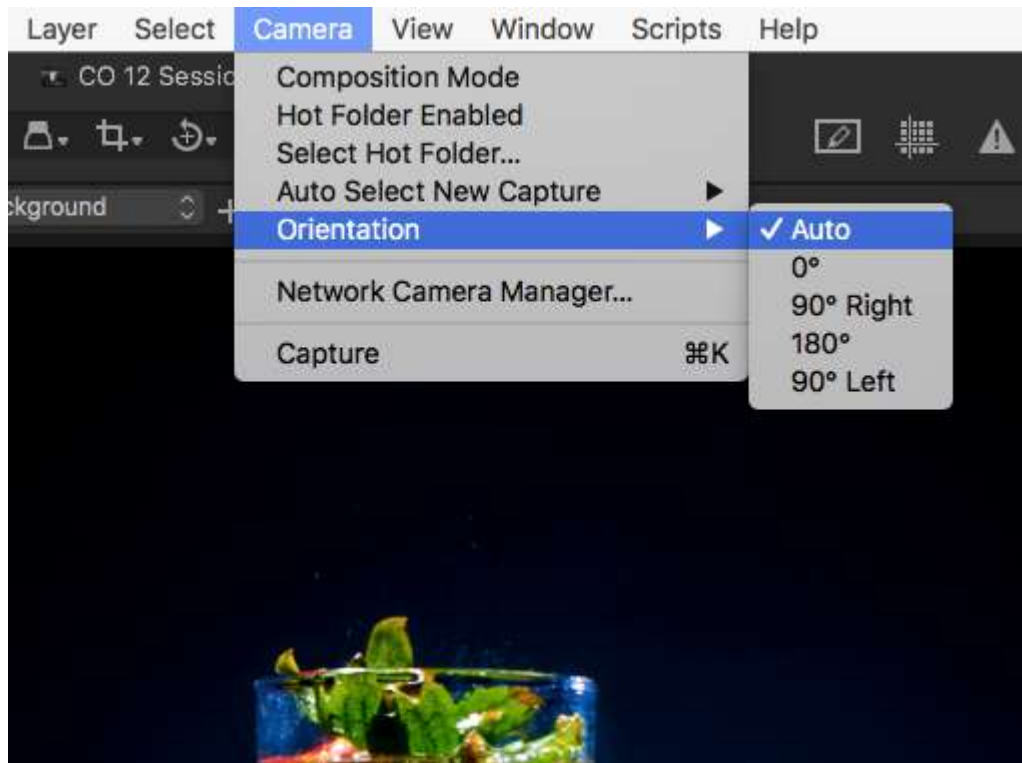 Layer Select Camera View Window Scripts Help
CO 12 Sessio
ckground
Composition Mode
Hot Folder Enabled
Select Hot Folder...
Auto Select New Capture
Orientation
Network Camera Manager...
Capture ⌘K
Auto
0°
90° Right
180°
90° Left